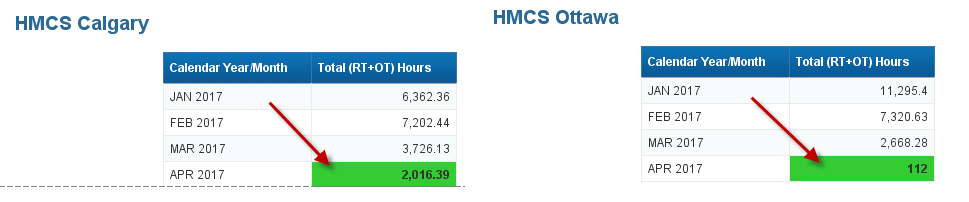 HMCS Calgary
Calendar Year/Month Total (RT+OT) Hours
JAN 2017 6,362.36
FEB 2017 7,202.44
MAR 2017 3,726.13
APR 2017 2,016.39
HMCS Ottawa
Calendar Year/Month Total (RT+OT) Hours
JAN 2017 11,295.4
FEB 2017 7,320.63
MAR 2017 2,668.28
APR 2017 112